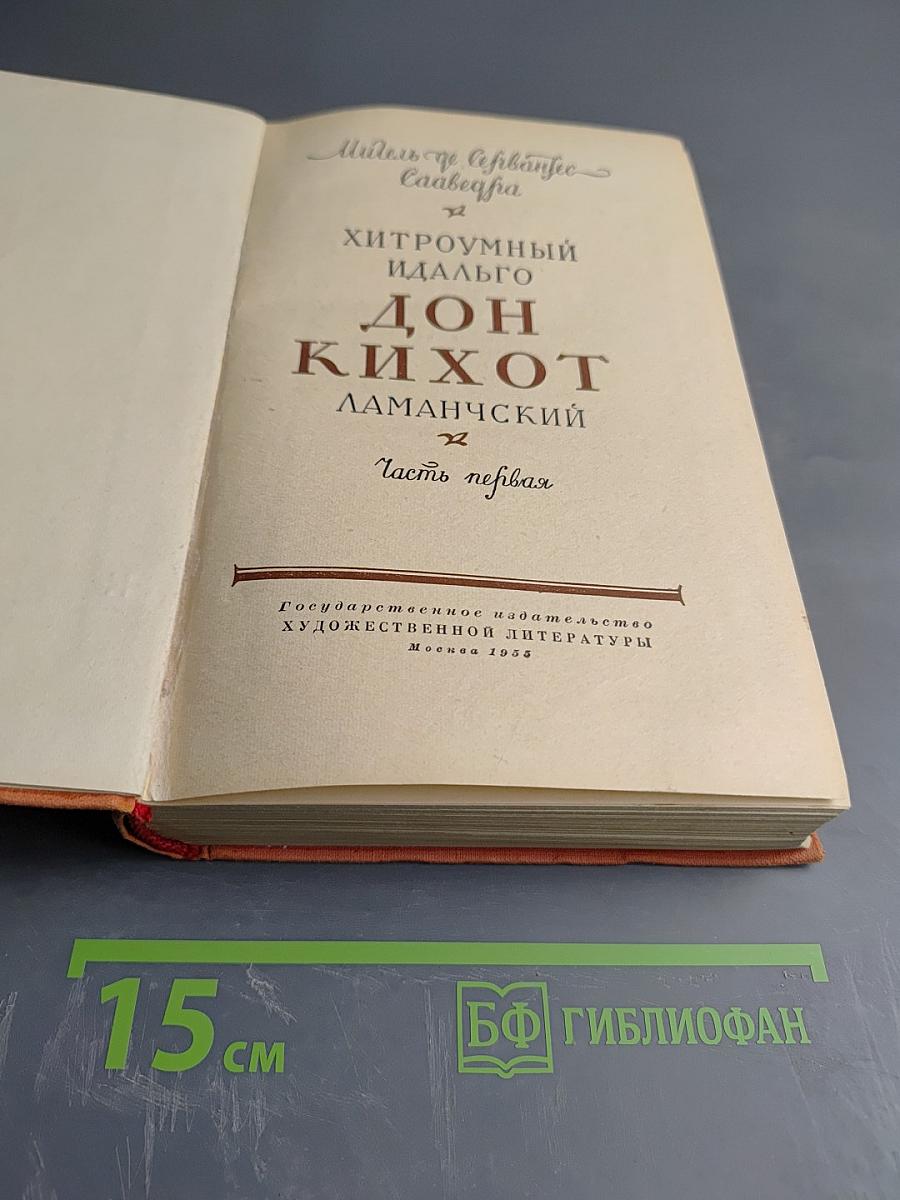 Мигель де Сервантес
Сааведра
ХИТРОУМНЫЙ
ИДАЛЬГО
ДОН
КИХОТ
ЛАМАНЧСКИЙ
Часть первая
Государственное издательство
ХУДОЖЕСТВЕННОЙ ЛИТЕРАТУРЫ
Москва 1955
15 см
БФ ГИБЛИОФАН